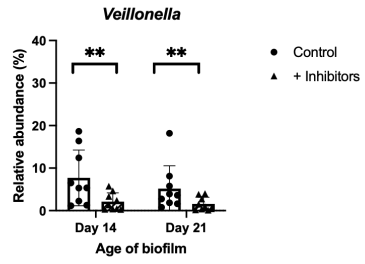 Veillonella
40
30
20
10
0
Relative abundance (%)
**
**
Day 14
Day 21
Age of biofilm
Control
+ Inhibitors